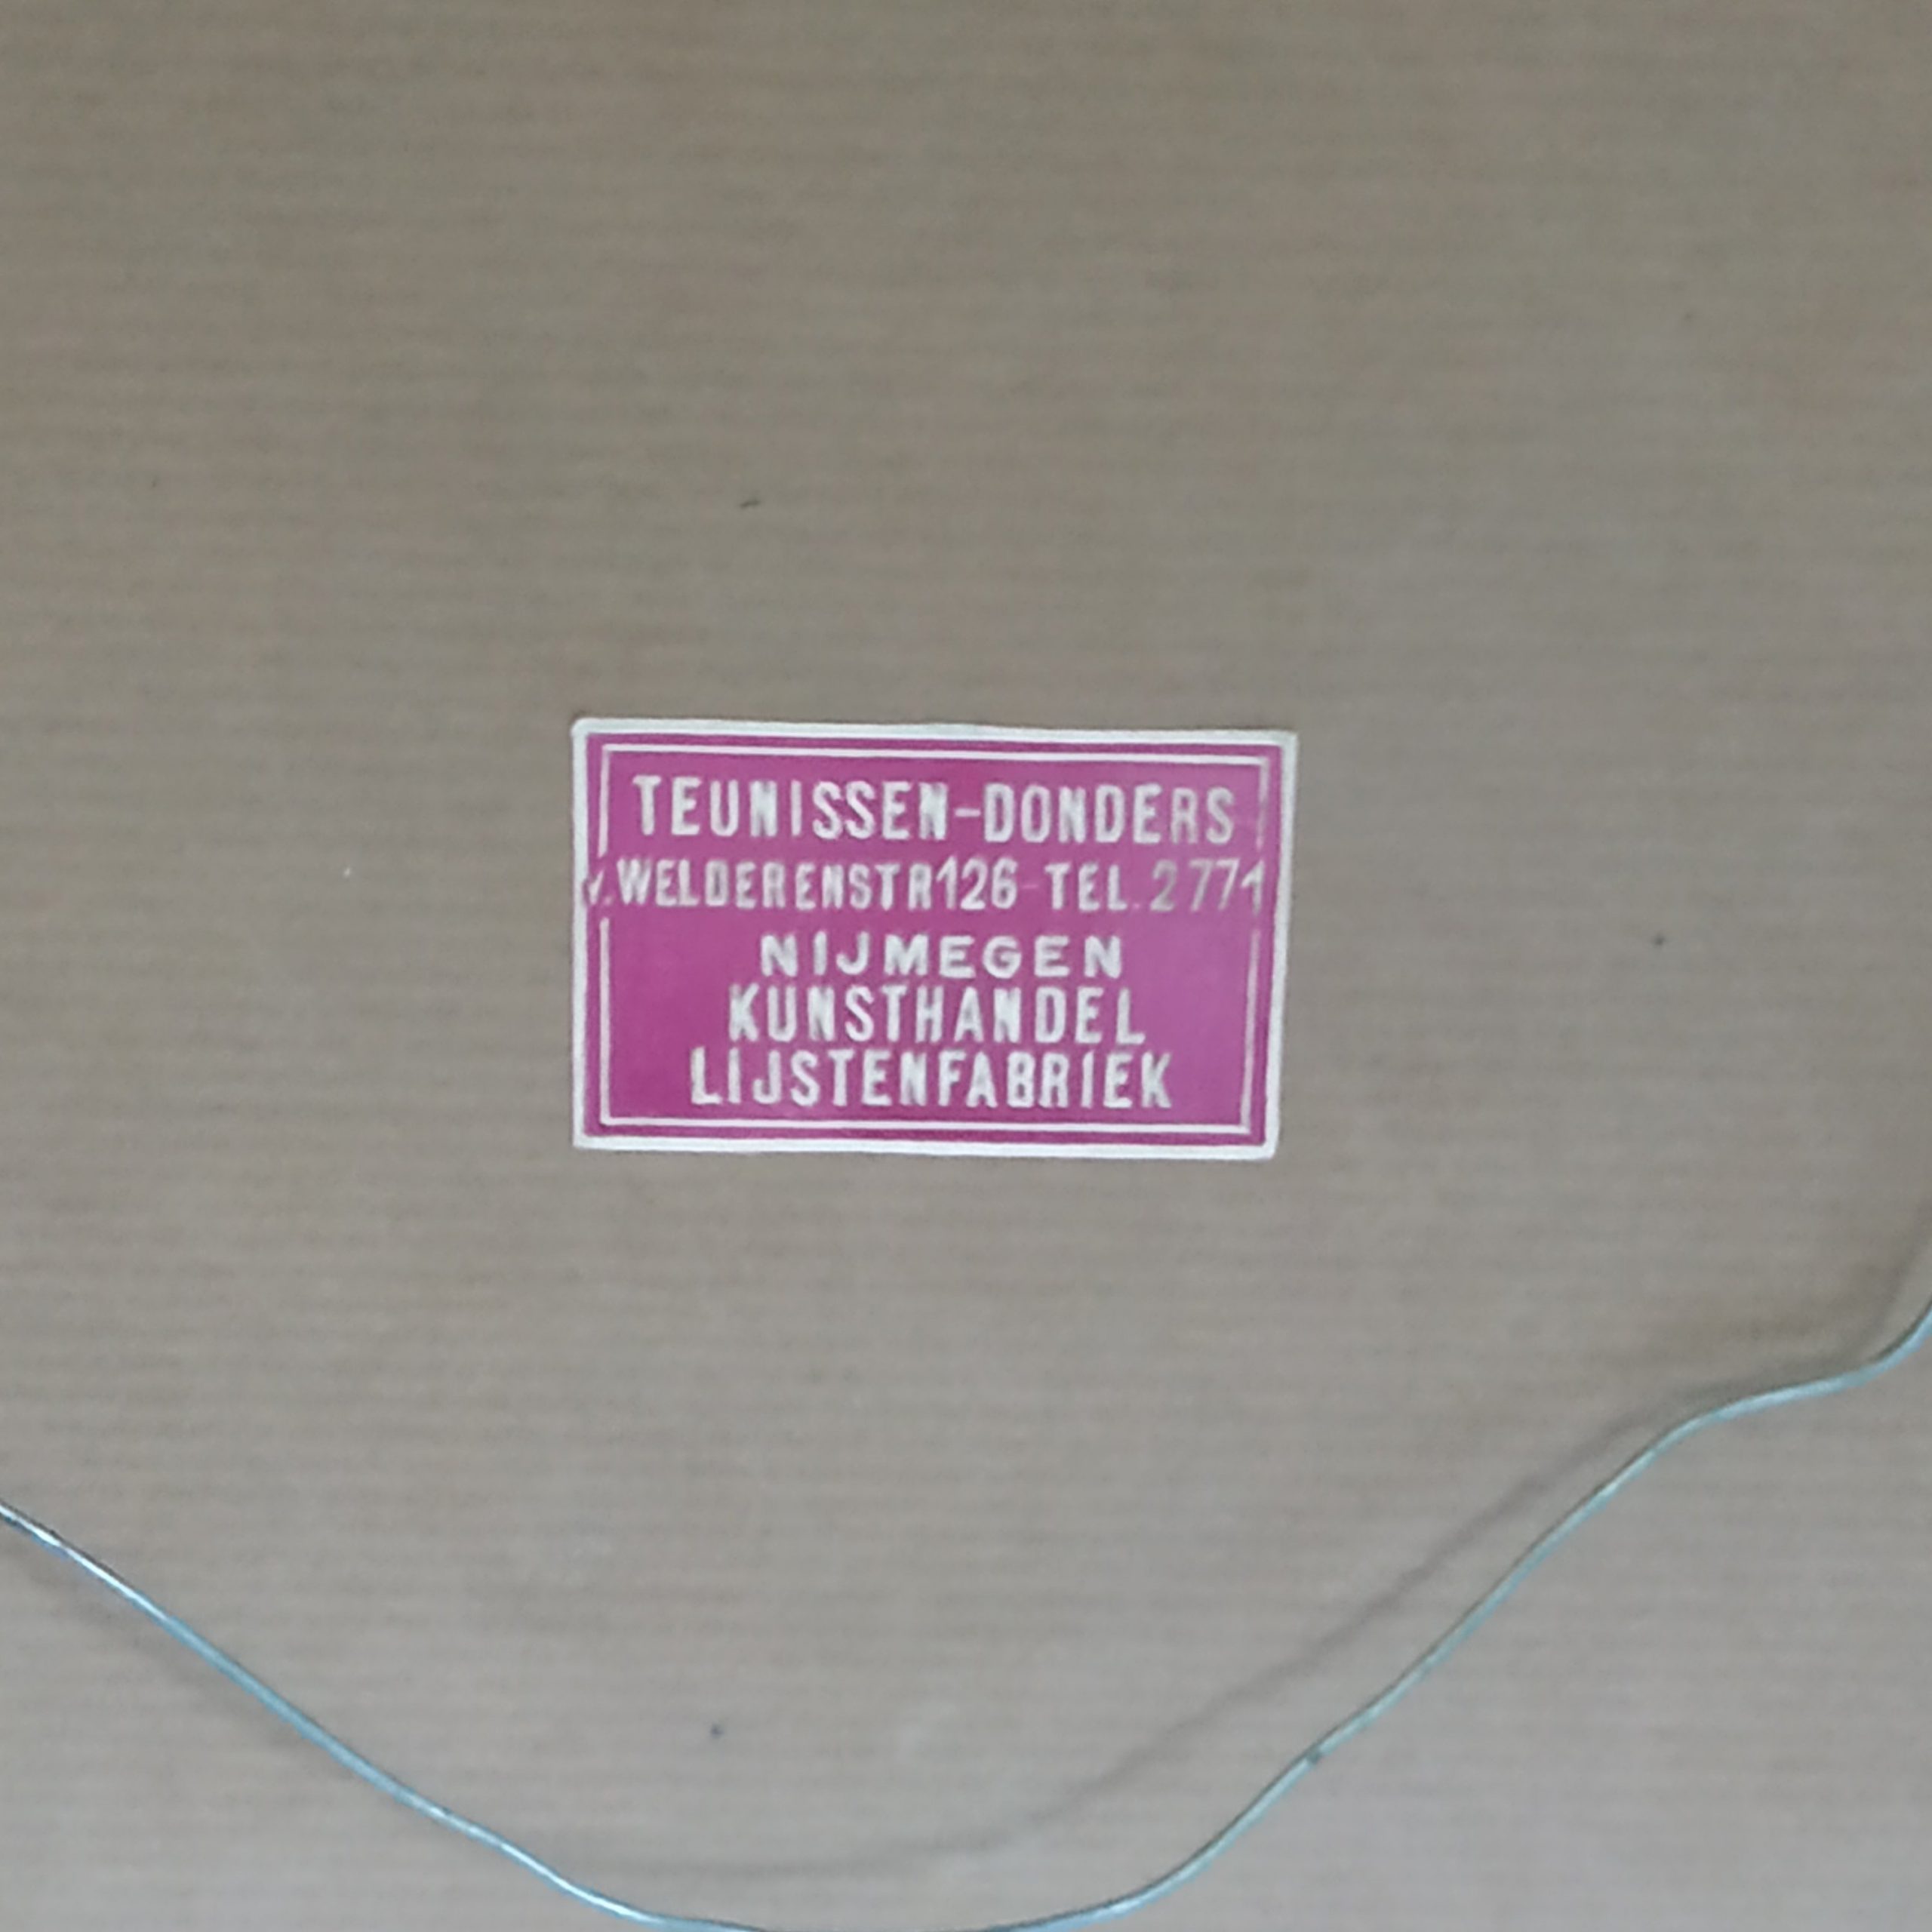 TEUNISSEN-DONDERS
v.WELDERENSTR126-TEL.2771
NIJMEGEN
KUNSTHANDEL
LIJSTENFABRIEK